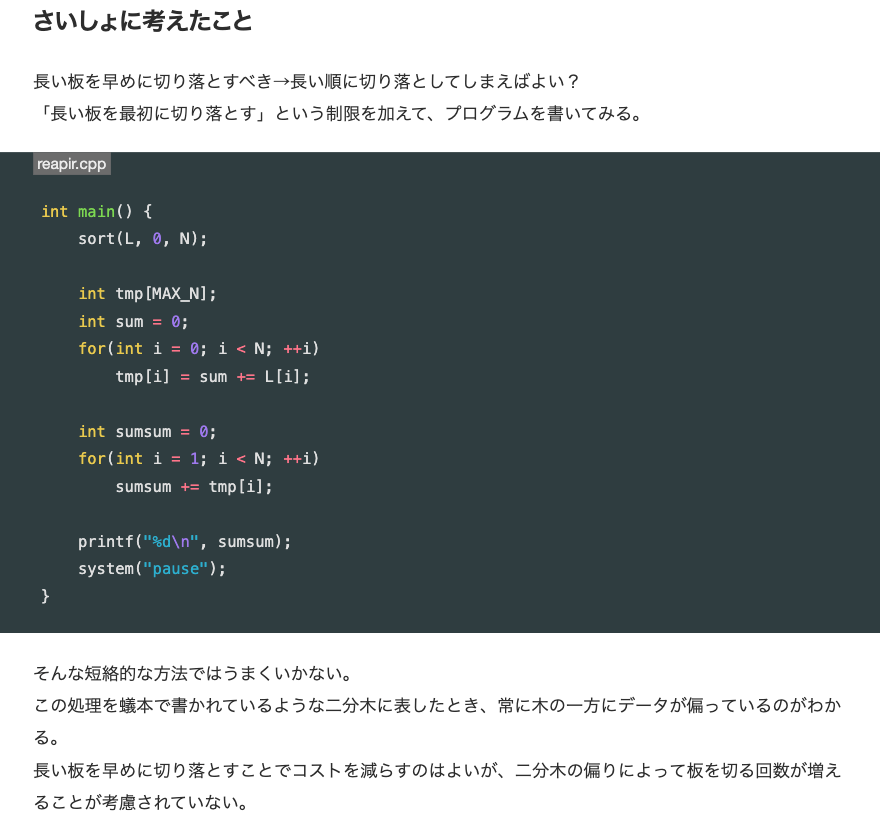 さいしょに考えたこと
長い板を早めに切り落とすべき→長い順に切り落としてしまえばよい？
「長い板を最初に切り落とす」という制限を加えて、プログラムを書いてみる。
reapir.cpp
int main() {
    sort(L, 0, N);
    int tmp[MAX_N];
    int sum = 0;
    for(int i = 0; i < N; ++i)
        tmp[i] = sum += L[i];
    int sumsum = 0;
    for(int i = 1; i < N; ++i)
        sumsum += tmp[i];
    printf("%d\n", sumsum);
    system("pause");
}
そんな短絡的な方法ではうまくいかない。
この処理を蟻本で書かれているような二分木に表したとき、常に木の一方にデータが偏っているのがわか
る。
長い板を早めに切り落とすことでコストを減らすのはよいが、二分木の偏りによって板を切る回数が増え
ることが考慮されていない。